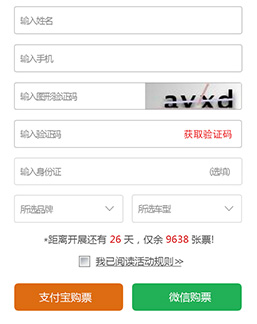 输入姓名
输入手机
输入图形验证码 avxd
输入验证码 获取验证码
输入身份证 (选填)
所选品牌 所选车型
*距离开展还有 26 天，仅余 9638 张票!
我已阅读活动规则>>
支付宝购票 微信购票